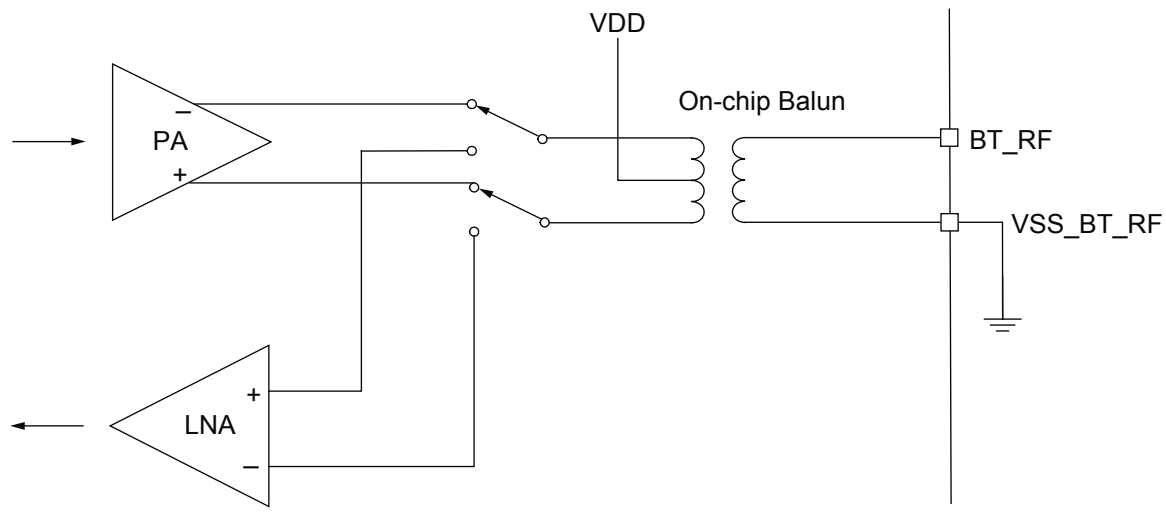 VDD
On-chip Balun
−
PA
+
BT_RF
VSS_BT_RF
+
LNA
−